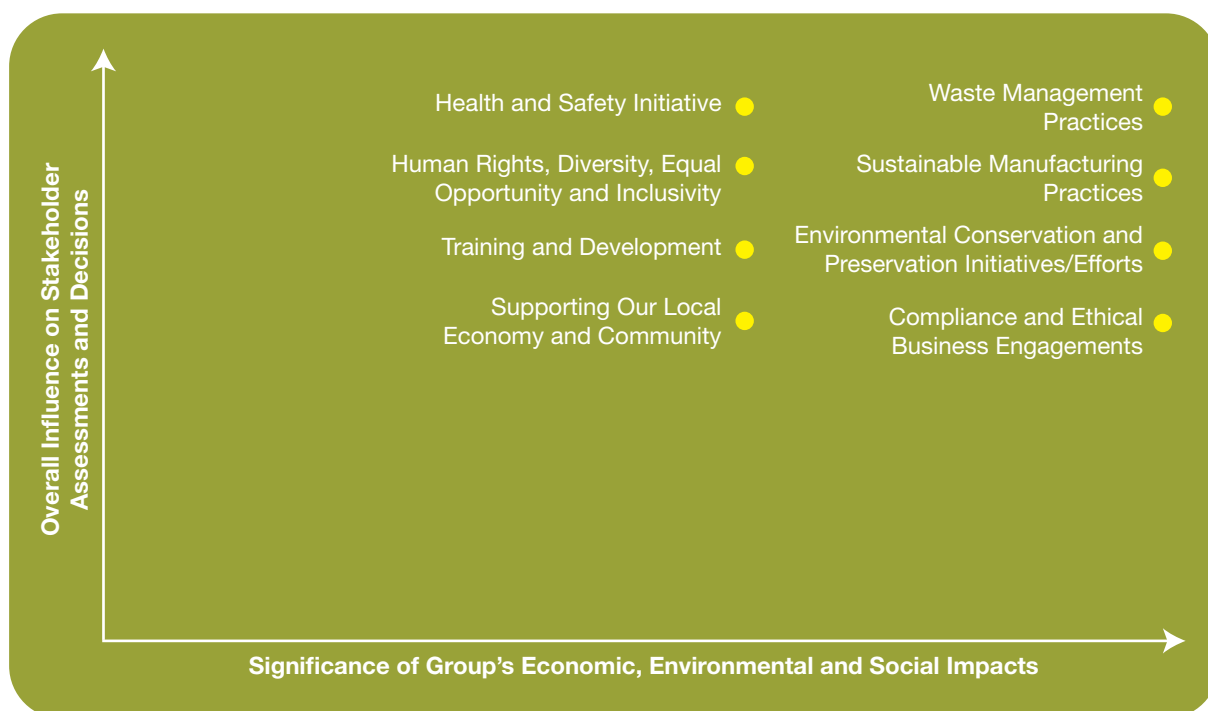 Overall Influence on Stakeholder
Assessments and Decisions
Health and Safety Initiative
Human Rights, Diversity, Equal
Opportunity and Inclusivity
Training and Development
Supporting Our Local
Economy and Community
Waste Management
Practices
Sustainable Manufacturing
Practices
Environmental Conservation and
Preservation Initiatives/Efforts
Compliance and Ethical
Business Engagements
Significance of Group's Economic, Environmental and Social Impacts